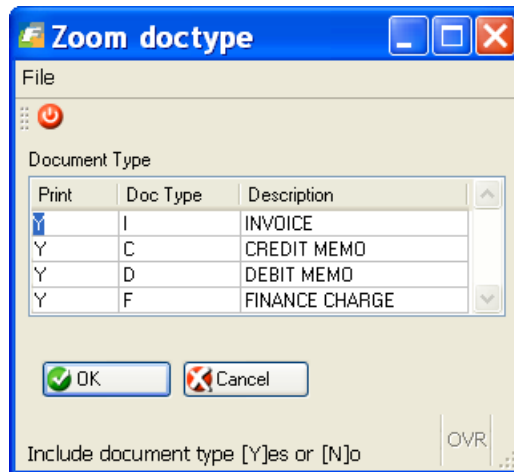 Zoom doctype
File
Document Type
Print Doc Type Description
Y I INVOICE
Y C CREDIT MEMO
Y D DEBIT MEMO
Y F FINANCE CHARGE
OK Cancel
Include document type [Y]es or [N]o OVR